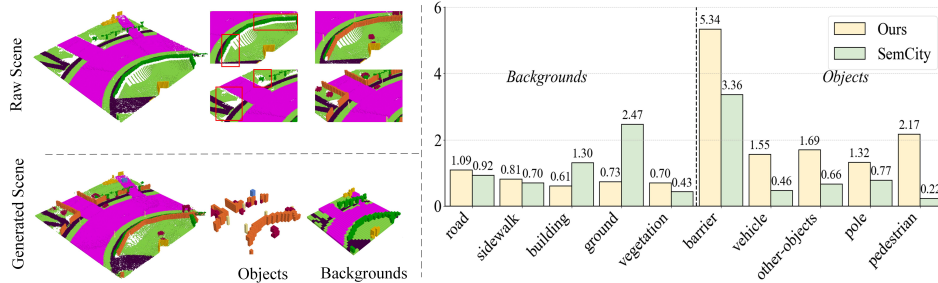 Raw Scene
Generated Scene
Objects
Backgrounds
6
4
2
0
Ours
SemCity
Backgrounds
Objects
1.09 0.92 0.81 0.70 0.61 1.30 0.73 2.47 0.70 0.43 5.34 3.36 1.55 0.46 1.69 0.66 1.32 0.77 2.17 0.22
road
sidewalk
building
ground
vegetation
barrier
vehicle
other-objects
pole
pedestrian